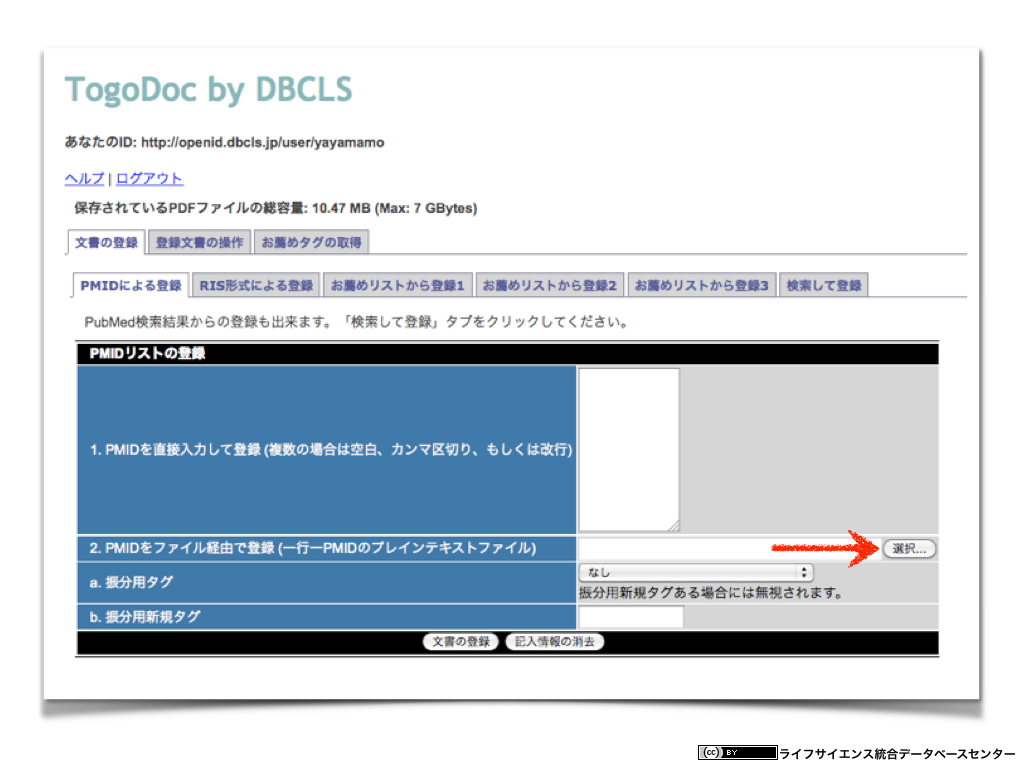 TogoDoc by DBCLS
あなたのID: http://openid.dbcls.jp/user/yayamamo
ヘルプ | ログアウト
保存されているPDFファイルの総容量: 10.47 MB (Max: 7 GBytes)
文書の登録 登録文書の操作 お薦めタグの取得
PMIDによる登録 RIS形式による登録 お薦めリストから登録1 お薦めリストから登録2 お薦めリストから登録3 検索して登録
PubMed検索結果からの登録も出来ます。「検索して登録」タブをクリックしてください。
PMIDリストの登録
1. PMIDを直接入力して登録 (複数の場合は空白、カンマ区切り、もしくは改行)
2. PMIDをファイル経由で登録 (一行一PMIDのプレインテキストファイル) 選択...
a. 振分用タグ なし
振分用新規タグある場合には無視されます。
b. 振分用新規タグ
文書の登録 記入情報の消去
(cc) BY ライフサイエンス統合データベースセンター